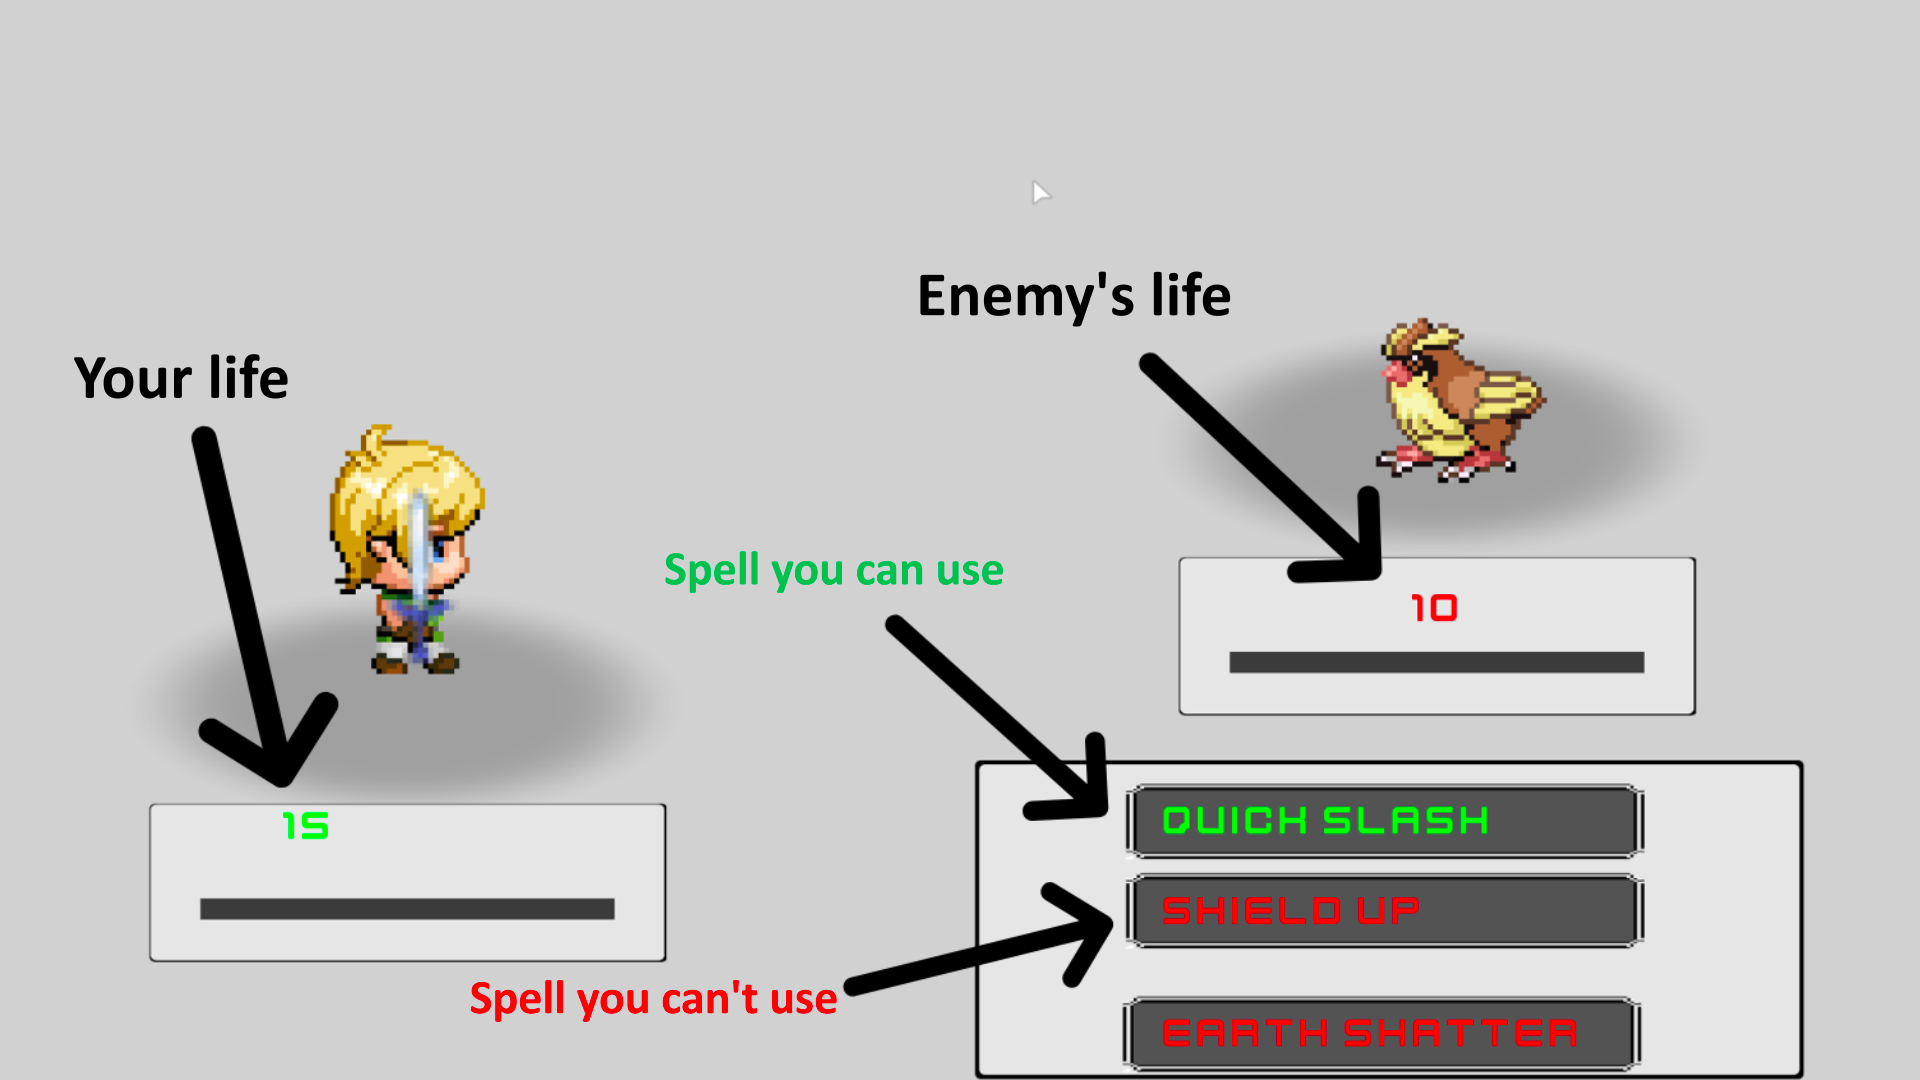 Enemy's life
Your life
Spell you can use
10
15
QUICK SLASH
SHIELD UP
Spell you can't use
EARTH SHATTER